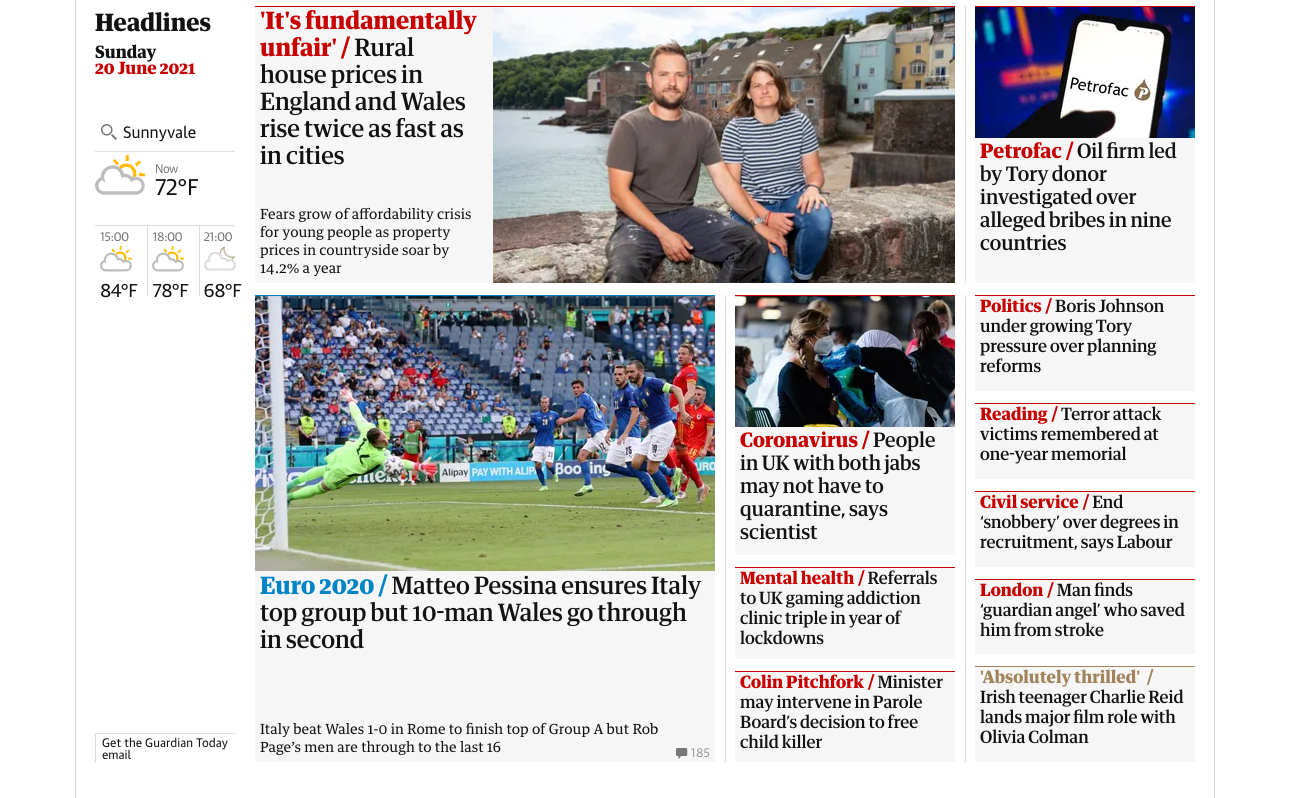 Headlines
Sunday
20 June 2021
Sunnyvale
Now
72°F
15:00
18:00
21:00
84°F
78°F
68°F
Get the Guardian Today
email
'It's fundamentally
unfair' / Rural
house prices in
England and Wales
rise twice as fast as
in cities
Fears grow of affordability crisis
for young people as property
prices in countryside soar by
14.2% a year
Petrofac
Petrofac / Oil firm led
by Tory donor
investigated over
alleged bribes in nine
countries
Alipay
PAY WITH ALIP
Booking
EURO
Euro 2020 / Matteo Pessina ensures Italy
top group but 10-man Wales go through
in second
Italy beat Wales 1-0 in Rome to finish top of Group A but Rob
Page’s men are through to the last 16
185
Coronavirus / People
in UK with both jabs
may not have to
quarantine, says
scientist
Mental health / Referrals
to UK gaming addiction
clinic triple in year of
lockdowns
Colin Pitchfork / Minister
may intervene in Parole
Board’s decision to free
child killer
Politics / Boris Johnson
under growing Tory
pressure over planning
reforms
Reading / Terror attack
victims remembered at
one-year memorial
Civil service / End
‘snobbery’ over degrees in
recruitment, says Labour
London / Man finds
‘guardian angel’ who saved
him from stroke
'Absolutely thrilled' /
Irish teenager Charlie Reid
lands major film role with
Olivia Colman